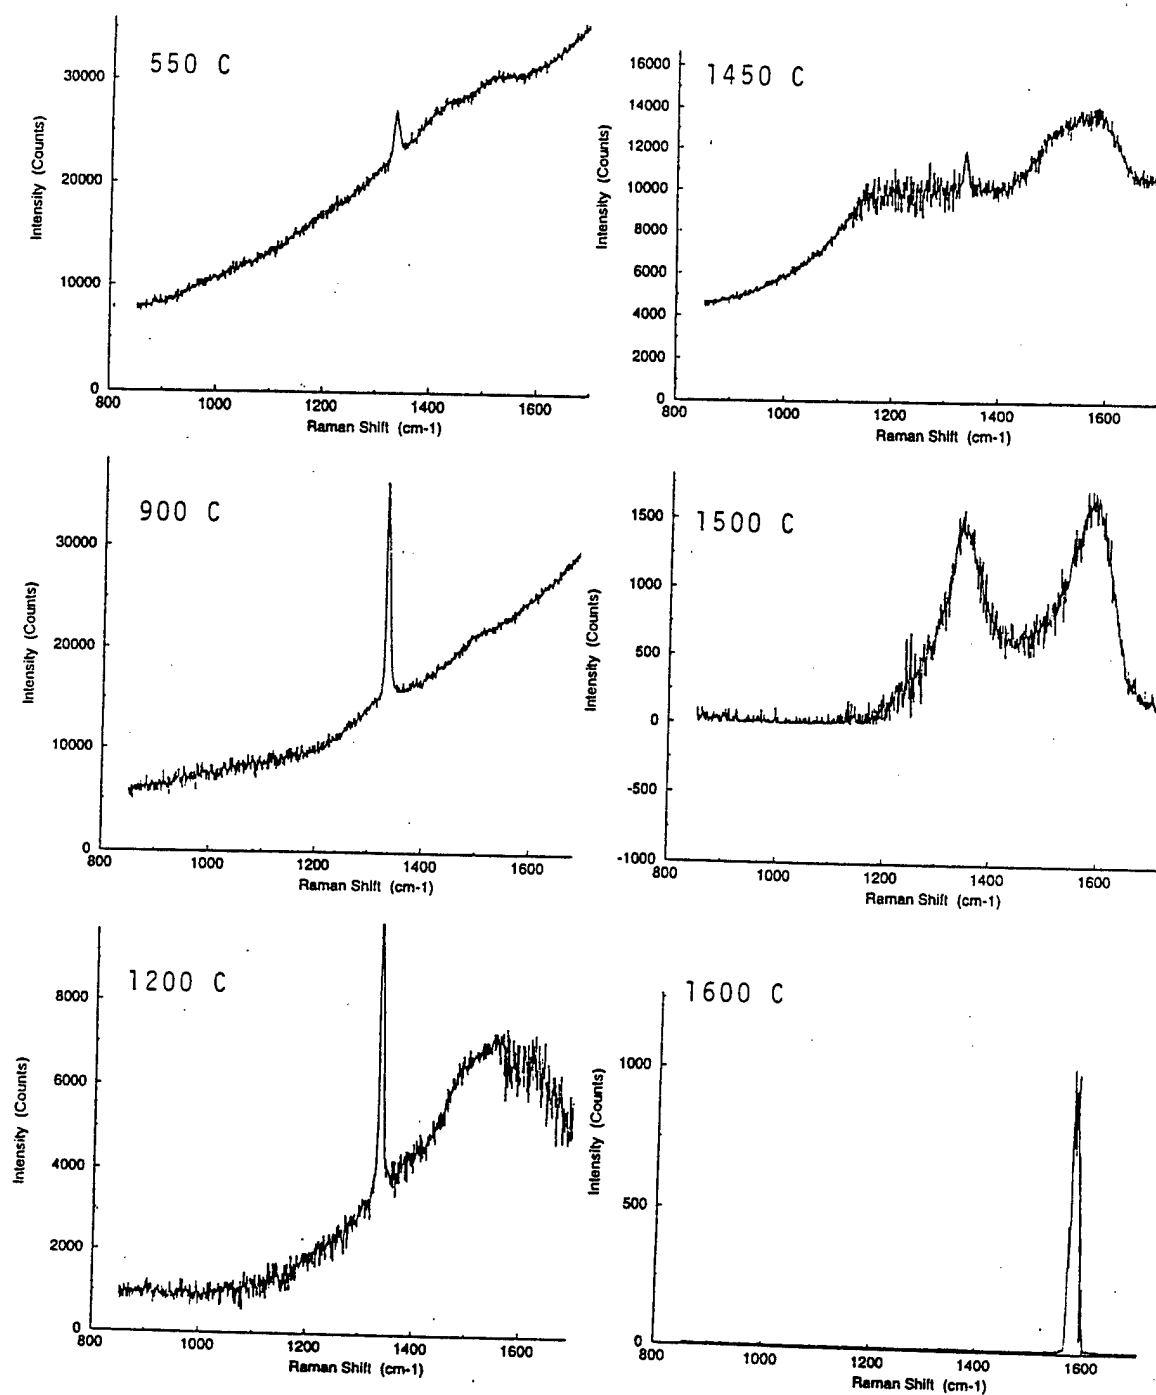 550 C
30000
20000
10000
0
800 1000 1200 1400 1600
Raman Shift (cm-1)
Intensity (Counts)
1450 C
16000
14000
12000
10000
8000
6000
4000
2000
0
800 1000 1200 1400 1600
Raman Shift (cm-1)
Intensity (Counts)
900 C
30000
20000
10000
0
800 1000 1200 1400 1600
Raman Shift (cm-1)
Intensity (Counts)
1500 C
1500
1000
500
0
-500
-1000
800 1000 1200 1400 1600
Raman Shift (cm-1)
Intensity (Counts)
1200 C
8000
6000
4000
2000
0
800 1000 1200 1400 1600
Raman Shift (cm-1)
Intensity (Counts)
1600 C
1000
500
0
800 1000 1200 1400 1600
Raman Shift (cm-1)
Intensity (Counts)